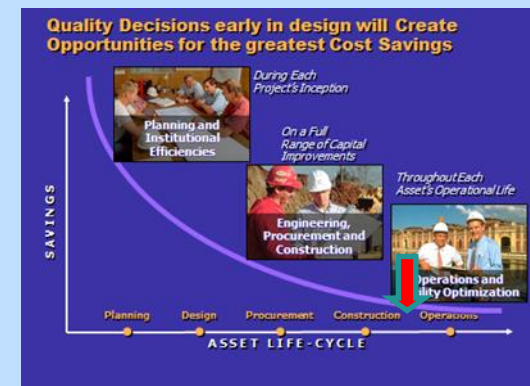 Quality Decisions early in design will Create
Opportunities for the greatest Cost Savings
During Each
Project's Inception
Planning and
Institutional
Efficiencies
On a Full
Range of Capital
Improvements
Engineering,
Procurement and
Construction
Throughout Each
Asset's Operational Life
Operations and
Optimization
SAVINGS
Planning Design Procurement Construction Operations
ASSET LIFE-CYCLE